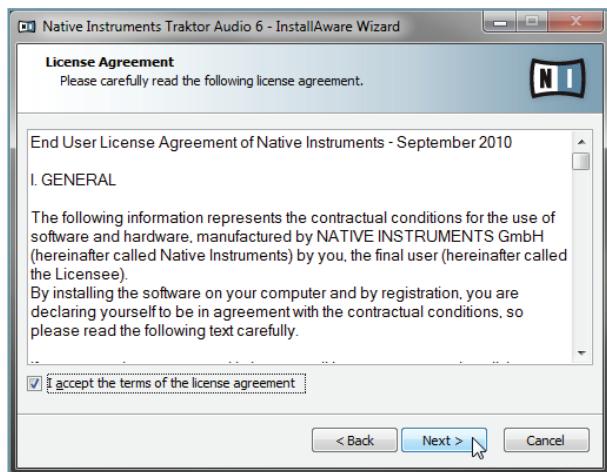 Native Instruments Traktor Audio 6 - InstallAware Wizard
License Agreement
Please carefully read the following license agreement.
N I
End User License Agreement of Native Instruments - September 2010
I. GENERAL
The following information represents the contractual conditions for the use of
software and hardware, manufactured by NATIVE INSTRUMENTS GmbH
(hereinafter called Native Instruments) by you, the final user (hereinafter called
the Licensee).
By installing the software on your computer and by registration, you are
declaring yourself to be in agreement with the contractual conditions, so
please read the following text carefully.
I accept the terms of the license agreement
< Back Next > Cancel